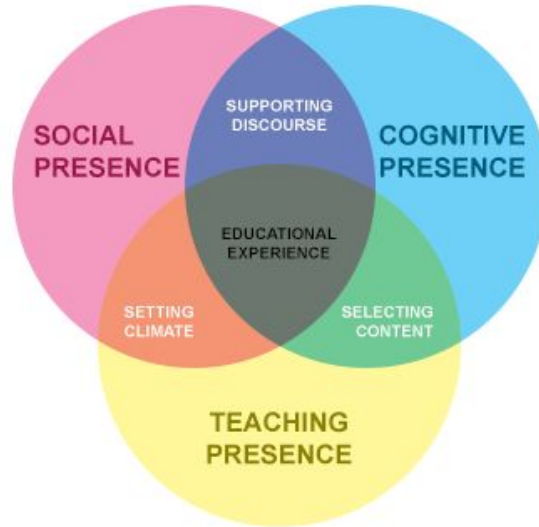 SUPPORTING
DISCOURSE
SOCIAL
PRESENCE
COGNITIVE
PRESENCE
EDUCATIONAL
EXPERIENCE
SETTING
CLIMATE
SELECTING
CONTENT
TEACHING
PRESENCE